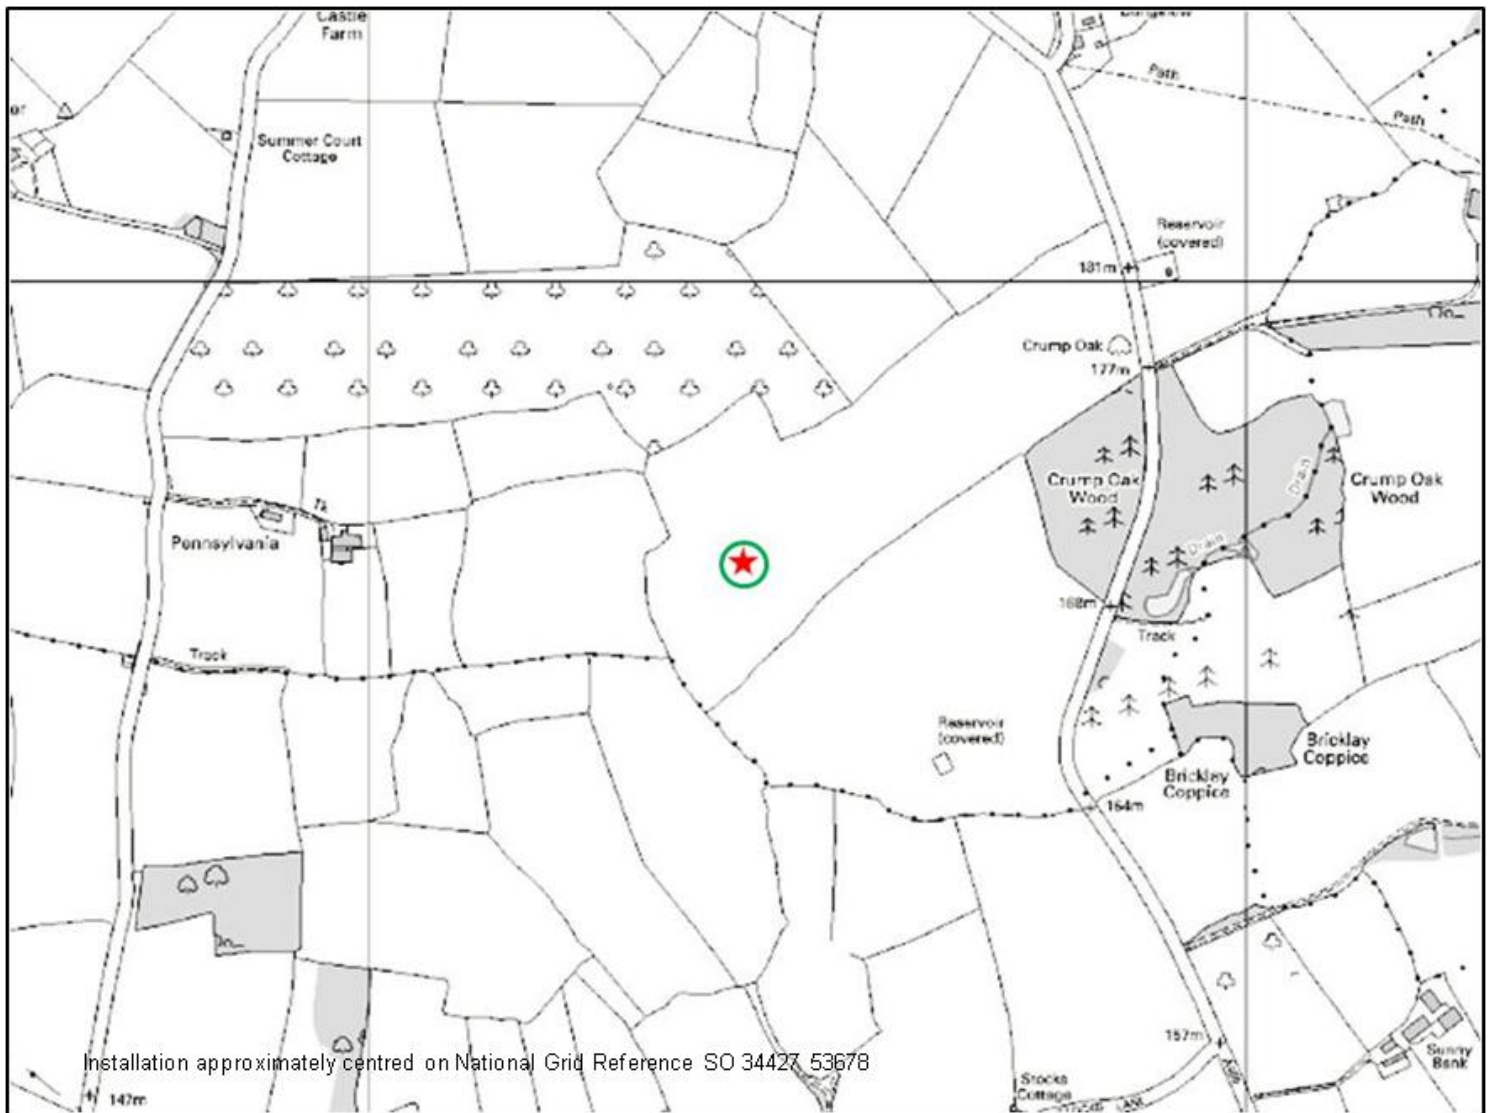 Castle
Farm
Path
Path
Summer Court
Cottage
Reservoir
(covered)
181m
Crump Oak
177m
Crump Oak
Wood
Drain
Crump Oak
Wood
Pennsylvania
Drain
168m
Track
Track
Reservoir
(covered)
Bricklay
Coppice
Bricklay
Coppice
164m
157m
Sunny
Bank
Installation approximately centred on National Grid Reference SO 34427 53678
Stocks
Cottage
147m